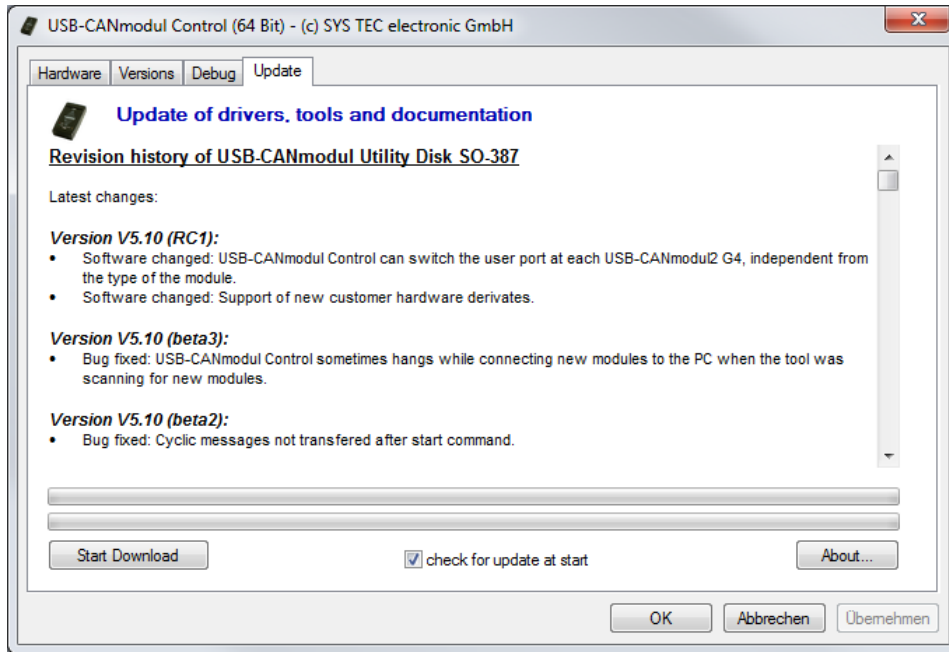 USB-CANmodul Control (64 Bit) - (c) SYS TEC electronic GmbH
Hardware Versions Debug Update
Update of drivers, tools and documentation
Revision history of USB-CANmodul Utility Disk SO-387
Latest changes:
Version V5.10 (RC1):
• Software changed: USB-CANmodul Control can switch the user port at each USB-CANmodul2 G4, independent from
the type of the module.
• Software changed: Support of new customer hardware derivates.
Version V5.10 (beta3):
• Bug fixed: USB-CANmodul Control sometimes hangs while connecting new modules to the PC when the tool was
scanning for new modules.
Version V5.10 (beta2):
• Bug fixed: Cyclic messages not transfered after start command.
Start Download check for update at start About...
OK Abbrechen Übernehmen